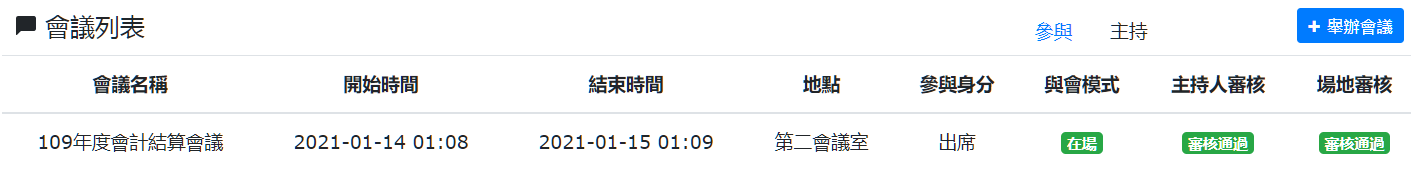 會議列表
參與 主持 + 舉辦會議
會議名稱 開始時間 結束時間 地點 參與身分 與會模式 主持人審核 場地審核
109年度會計結算會議 2021-01-14 01:08 2021-01-15 01:09 第二會議室 出席 在場 審核通過 審核通過